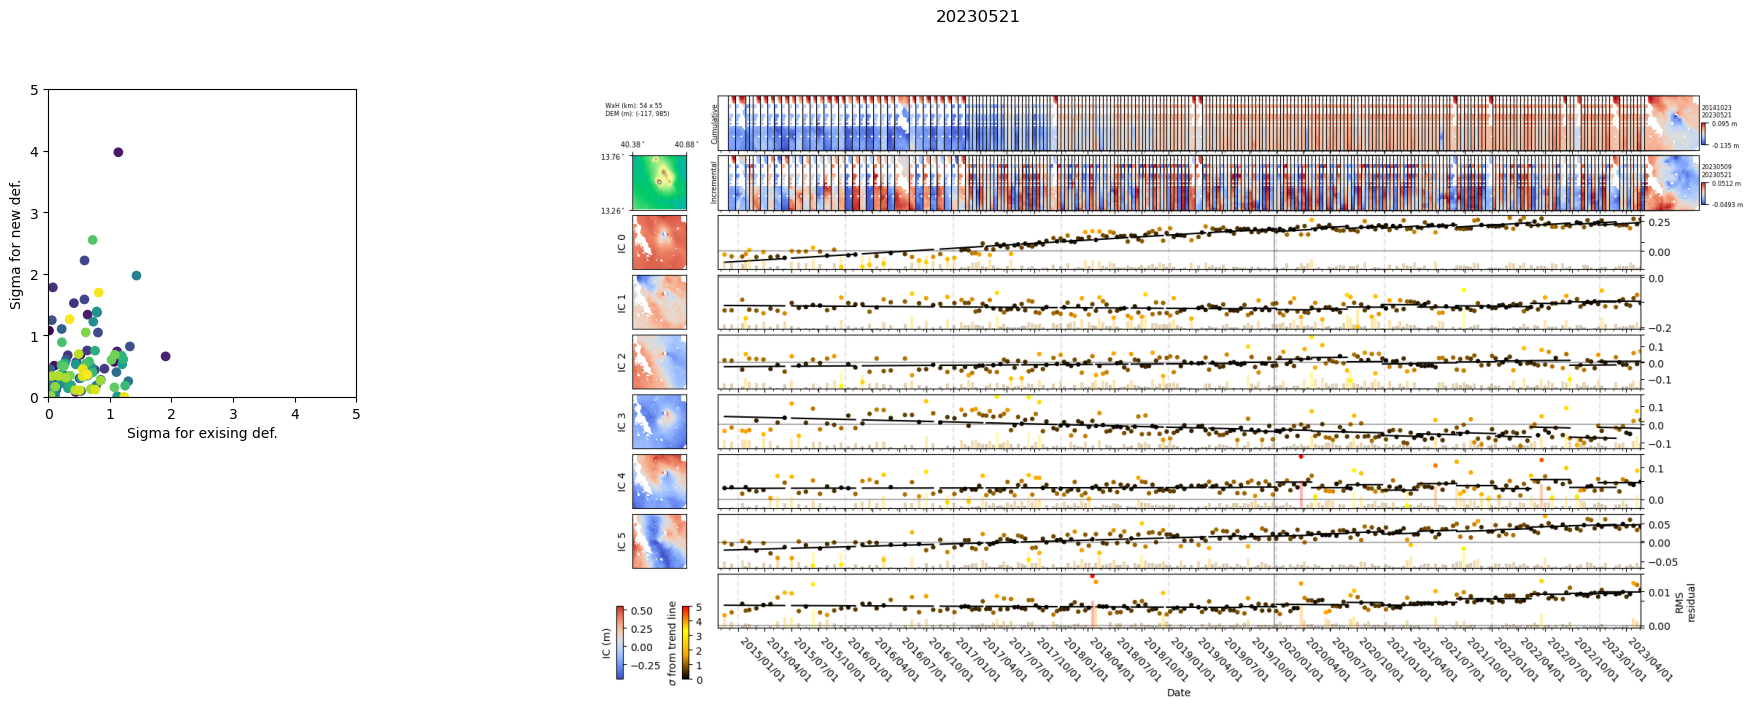 20230521
5
4
3
2
1
0
Sigma for new def.
0 1 2 3 4 5
Sigma for exising def.
WxH (km): 54 x 55
DEM (m): (-117, 985)
40.38° 40.88°
13.76°
13.26°
Cumulative
20141023
20230521
0.095 m
-0.135 m
Incremental
20230509
20230521
0.0512 m
-0.0493 m
IC 0
0.25
0.00
IC 1
0.0
−0.2
IC 2
0.1
0.0
−0.1
IC 3
0.1
0.0
−0.1
IC 4
0.1
0.0
IC 5
0.05
0.00
−0.05
0.01
0.00
RMS
residual
IC (m)
0.50
0.25
0.00
−0.25
σ from trend line
5
4
3
2
1
0
2015/01/01 2015/04/01 2015/07/01 2015/10/01 2016/01/01 2016/04/01 2016/07/01 2016/10/01 2017/01/01 2017/04/01 2017/07/01 2017/10/01 2018/01/01 2018/04/01 2018/07/01 2018/10/01 2019/01/01 2019/04/01 2019/07/01 2019/10/01 2020/01/01 2020/04/01 2020/07/01 2020/10/01 2021/01/01 2021/04/01 2021/07/01 2021/10/01 2022/01/01 2022/04/01 2022/07/01 2022/10/01 2023/01/01 2023/04/01
Date